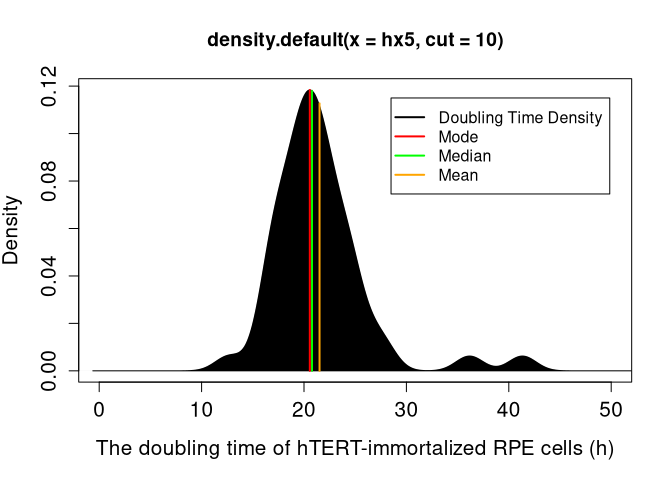 density.default(x = hx5, cut = 10)
Density
0.12
0.08
0.04
0.00
Doubling Time Density
Mode
Median
Mean
0 10 20 30 40 50
The doubling time of hTERT-immortalized RPE cells (h)